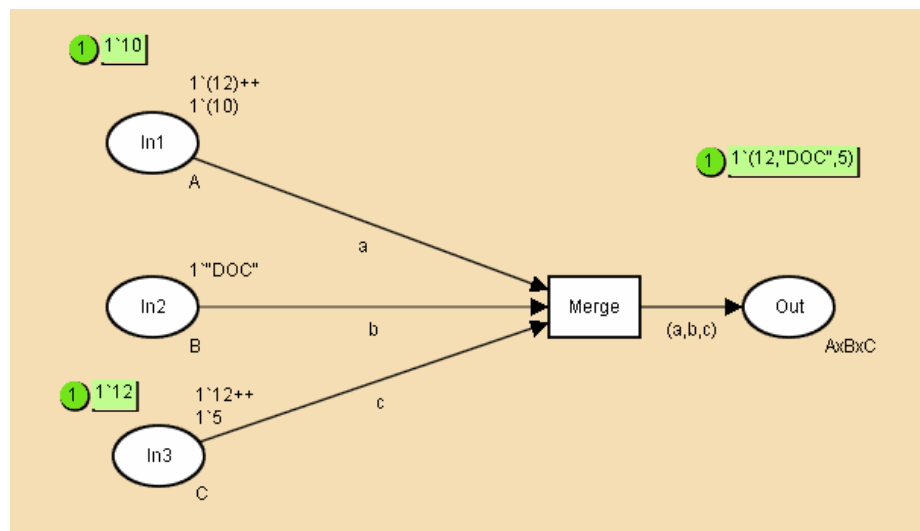 1 1`10
1`(12)++
1`(10)
In1
A
1 1`(12,"DOC",5)
a
1`"DOC"
In2
B
b
Merge
(a,b,c)
Out
AxBxC
1 1`12
1`12++
1`5
c
In3
C